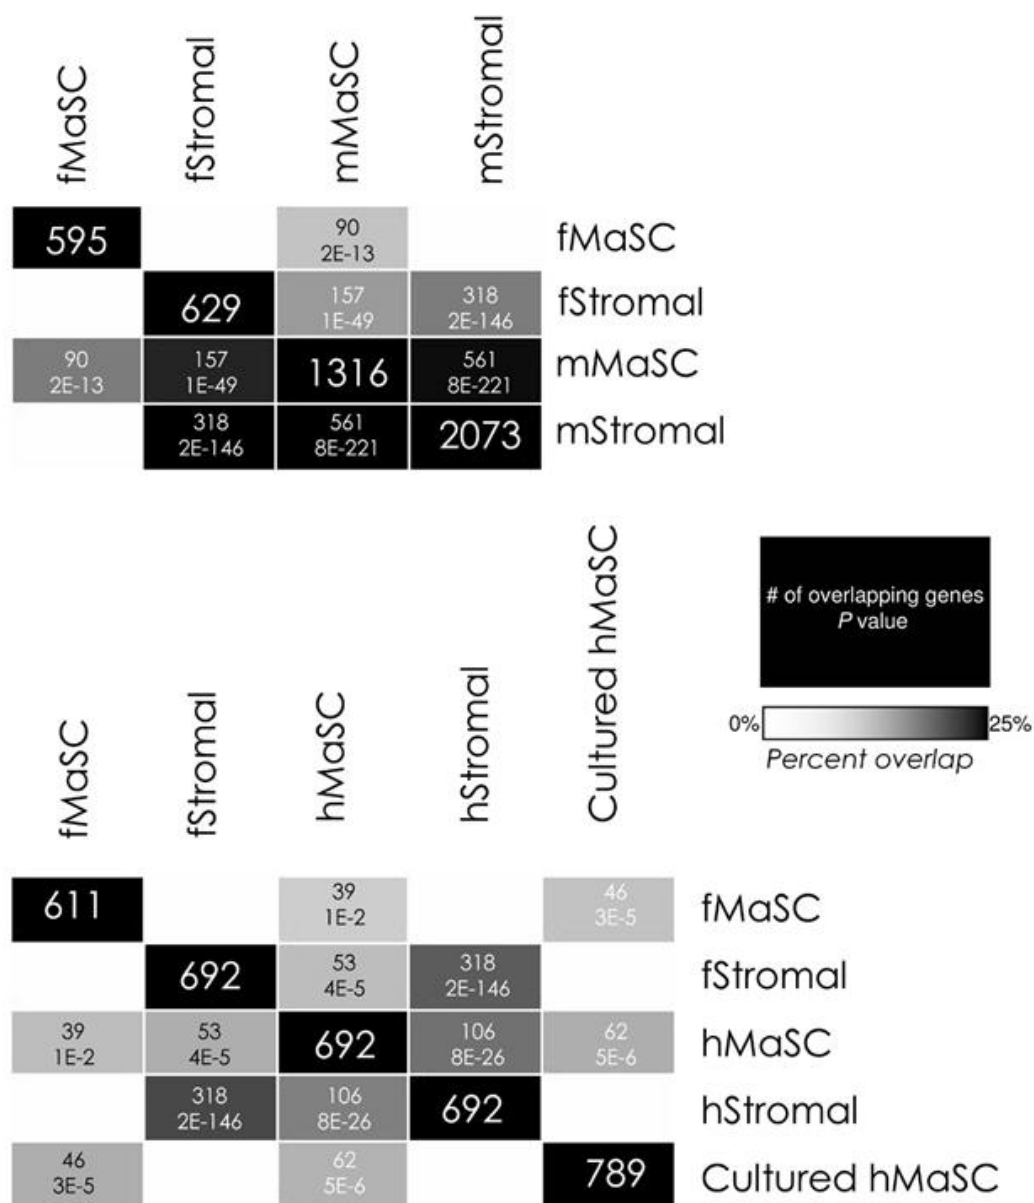 fMaSC
fStromal
mMaSC
mStromal
595
90
2E-13
fMaSC
629
157
1E-49
318
2E-146
fStromal
90
2E-13
157
1E-49
1316
561
8E-221
mMaSC
318
2E-146
561
8E-221
2073
mStromal
# of overlapping genes
P value
0%
25%
Percent overlap
fMaSC
fStromal
hMaSC
hStromal
Cultured hMaSC
611
39
1E-2
46
3E-5
fMaSC
692
53
4E-5
318
2E-146
fStromal
39
1E-2
53
4E-5
692
106
8E-26
62
5E-6
hMaSC
318
2E-146
106
8E-26
692
hStromal
46
3E-5
62
5E-6
789
Cultured hMaSC